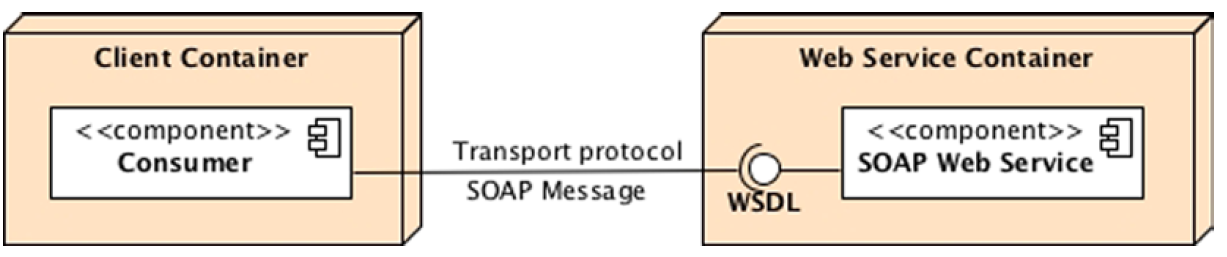 Client Container
<<component>>
Consumer
Transport protocol
SOAP Message
Web Service Container
WSDL
<<component>>
SOAP Web Service